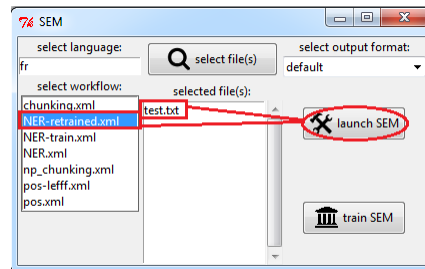 SEM
select language:
fr
select file(s)
select output format:
default
select workflow:
chunking.xml
NER-retrained.xml
NER-train.xml
NER.xml
np_chunking.xml
pos-lefff.xml
pos.xml
selected file(s):
test.txt
launch SEM
train SEM